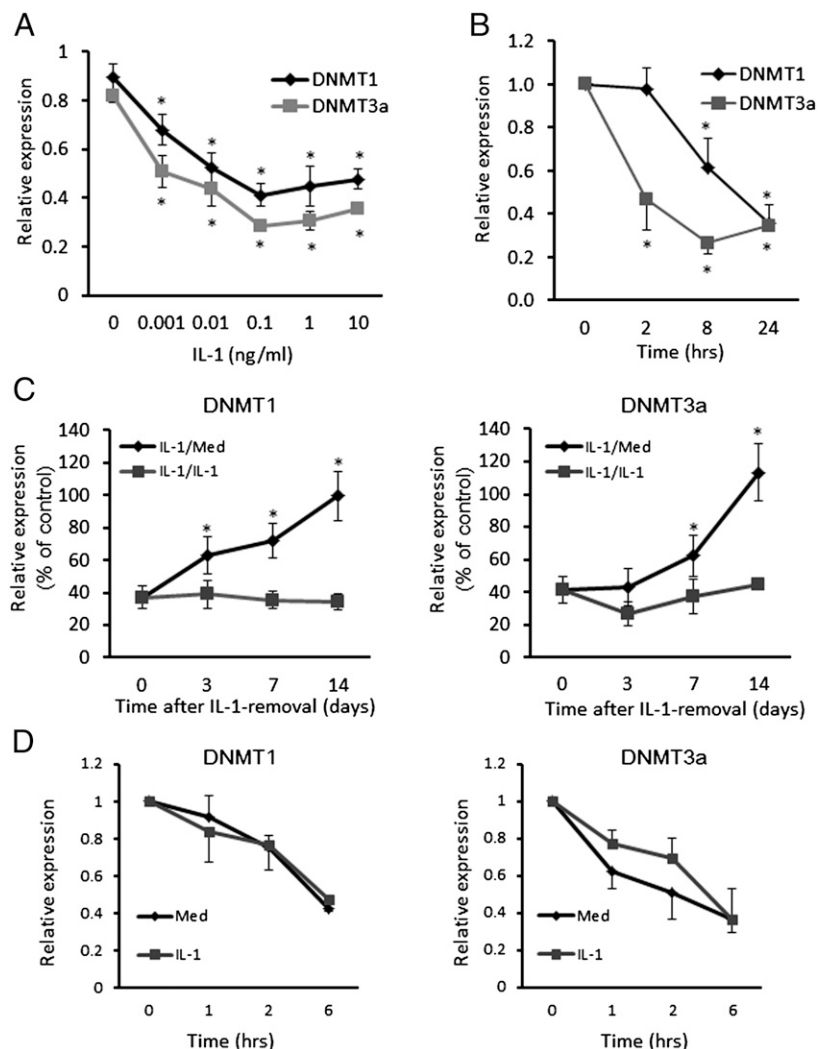 A
Relative expression
1
0.8
0.6
0.4
0.2
0
DNMT1
DNMT3a
* * * * *
* * * * *
0 0.001 0.01 0.1 1 10
IL-1 (ng/ml)
B
Relative expression
1.2
1.0
0.8
0.6
0.4
0.2
0.0
DNMT1
DNMT3a
* *
* * *
0 2 8 24
Time (hrs)
C
DNMT1
Relative expression
(% of control)
140
120
100
80
60
40
20
0
IL-1/Med
IL-1/IL-1
* * *
0 3 7 14
Time after IL-1-removal (days)
DNMT3a
Relative expression
(% of control)
140
120
100
80
60
40
20
0
IL-1/Med
IL-1/IL-1
* *
0 3 7 14
Time after IL-1-removal (days)
D
DNMT1
Relative expression
1.2
1
0.8
0.6
0.4
0.2
0
Med
IL-1
0 1 2 6
Time (hrs)
DNMT3a
Relative expression
1.2
1
0.8
0.6
0.4
0.2
0
Med
IL-1
0 1 2 6
Time (hrs)